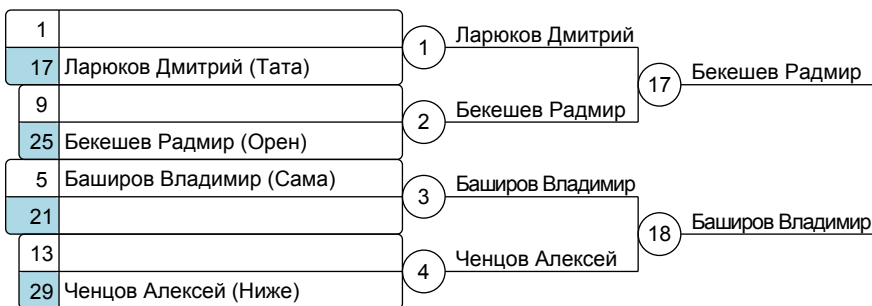 1
17 Ларюков Дмитрий (Тата)
9
25 Бекешев Радмир (Орен)
5 Баширов Владимир (Сама)
21
13
29 Ченцов Алексей (Ниже)
1 Ларюков Дмитрий
2 Бекешев Радмир
3 Баширов Владимир
4 Ченцов Алексей
17 Бекешев Радмир
18 Баширов Владимир